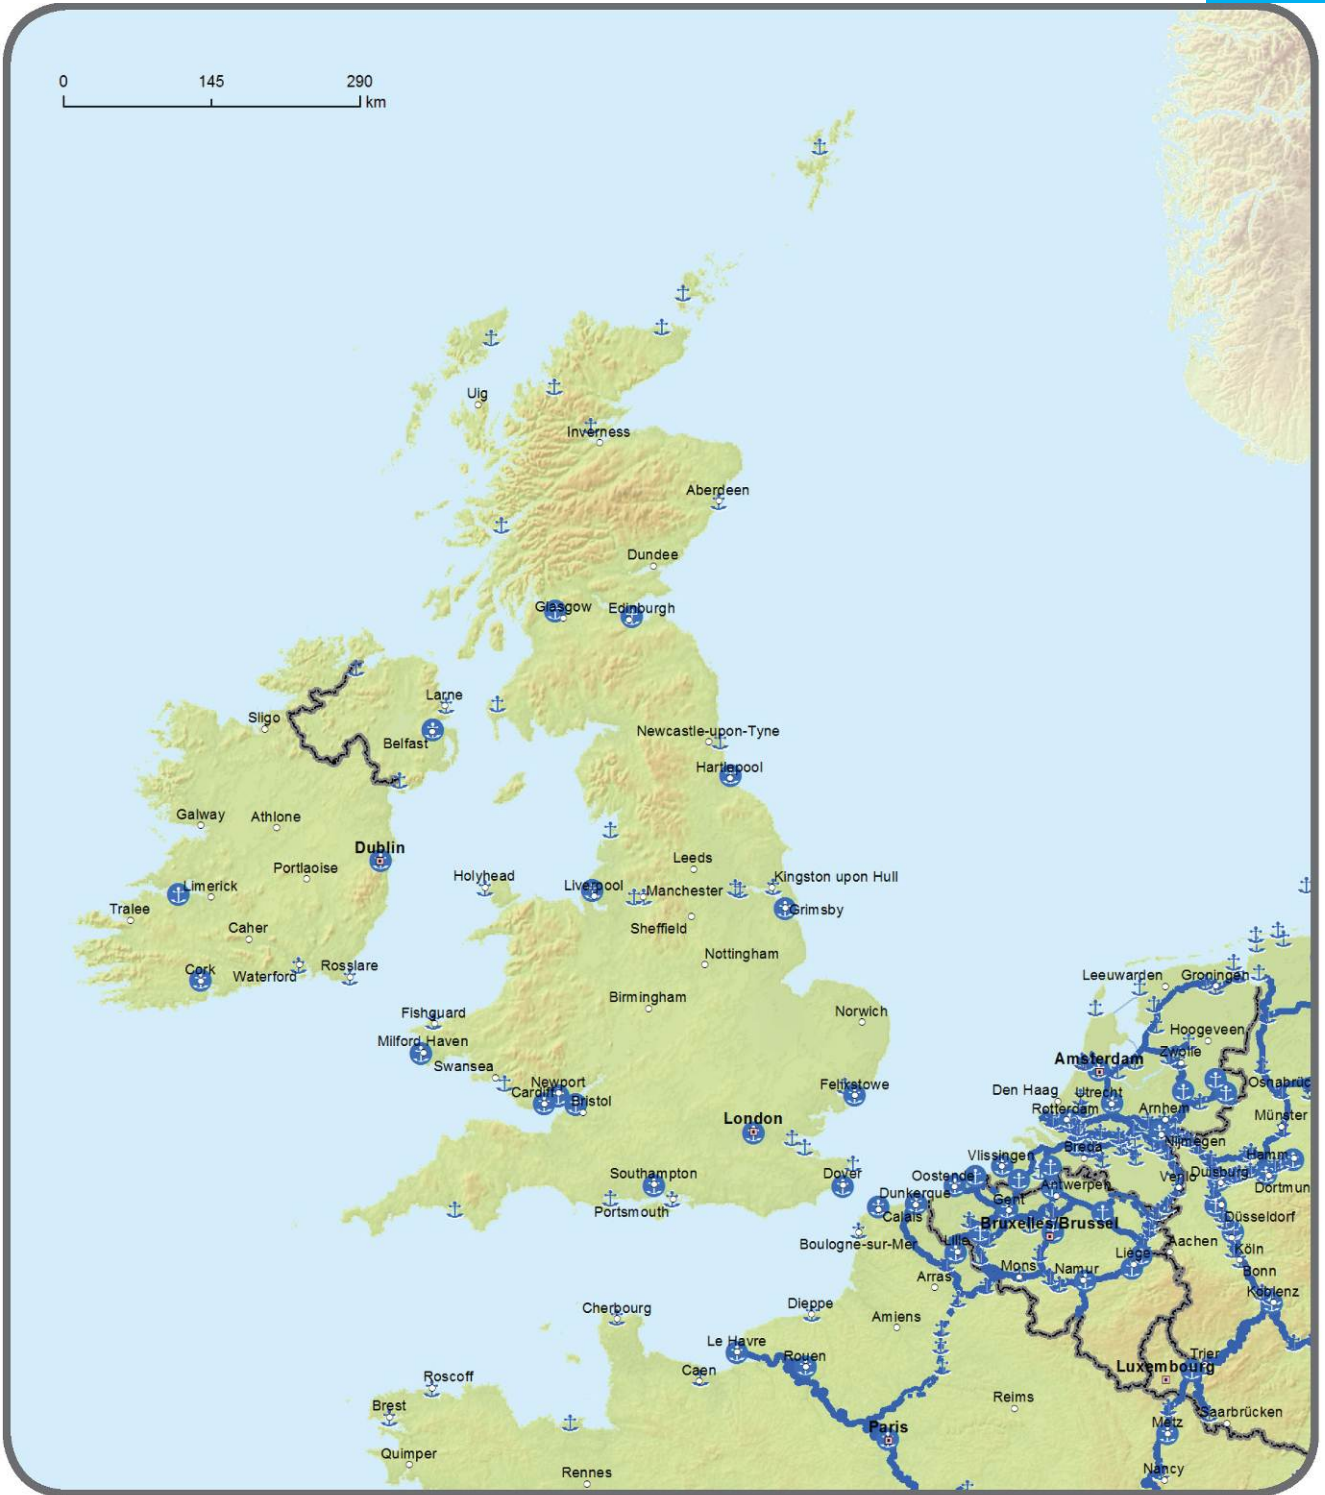 0 145 290
km
Uig
Inverness
Aberdeen
Dundee
Glasgow Edinburgh
Larne
Sligo
Belfast
Newcastle-upon-Tyne
Hartlepool
Galway Athlone
Dublin
Leeds
Portlaoise
Holyhead Liverpool Manchester Kingston upon Hull
Limerick
Tralee Grimsby
Caher Sheffield
Nottingham
Cork Waterford Rosslare
Leeuwarden Groningen
Birmingham
Fishguard Norwich
Hoogeveen
Milford Haven
Zwolle
Amsterdam
Swansea
Newport Felixstowe
Cardiff Den Haag Utrecht Osnabrüc
Bristol Rotterdam Arnhem Münster
London
Nijmegen
Breda
Vlissingen Hamm
Southampton Dover Oostende Venlo Duisburg
Antwerpen Dortmun
Dunkerque Gent
Portsmouth Calais Düsseldorf
Bruxelles/Brussel
Boulogne-sur-Mer Lille Aachen
Liège Köln
Arras Mons Namur Bonn
Koblenz
Cherbourg Dieppe
Amiens
Le Havre
Rouen Trier
Caen Luxembourg
Roscoff
Reims
Brest Saarbrücken
Paris Metz
Quimper
Rennes Nancy